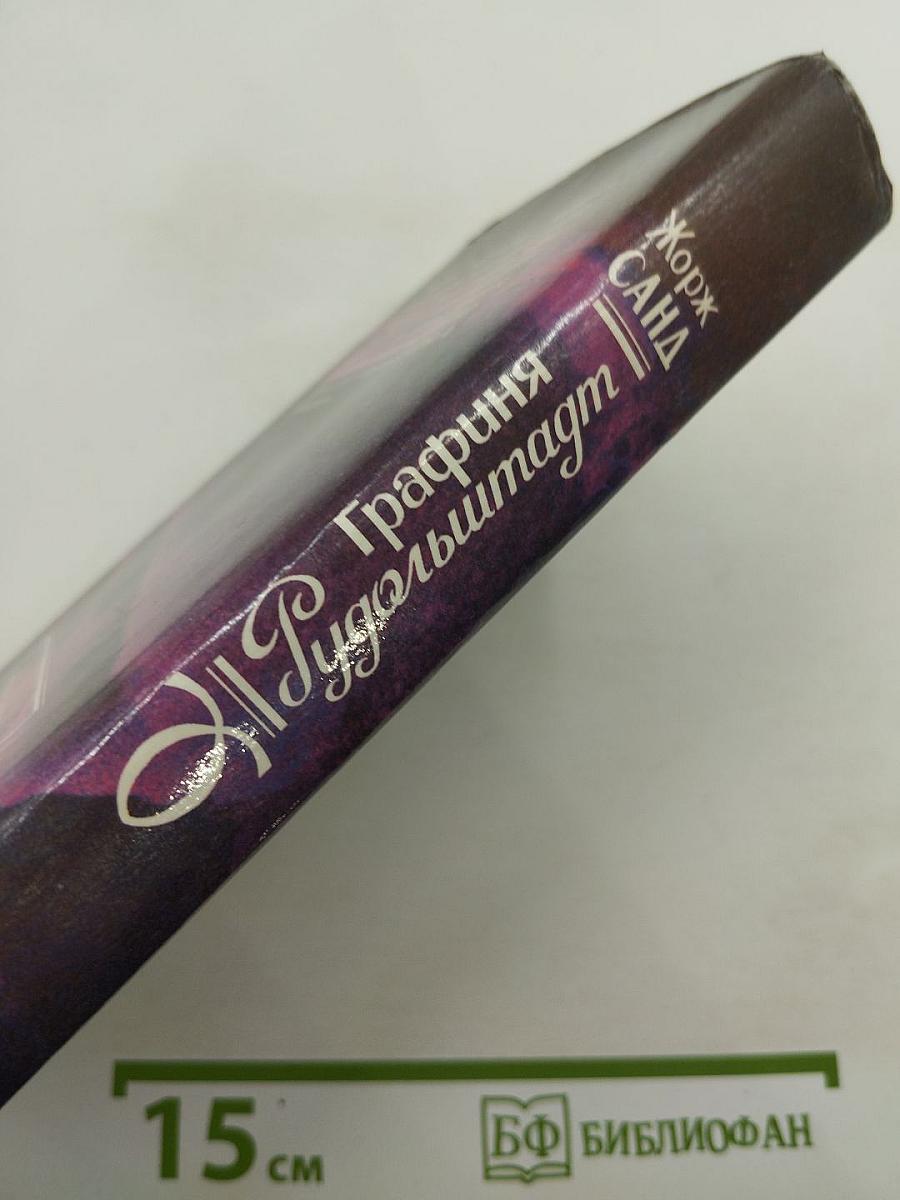 Жорж
САНД
Графиня
Рудольштадт
15 см
БФ БИБЛИОФАН